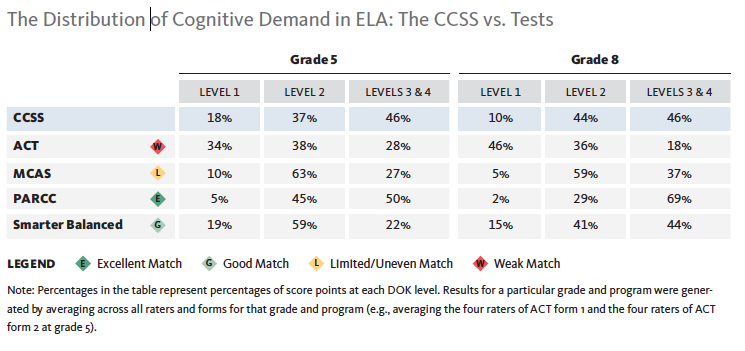 The Distribution of Cognitive Demand in ELA: The CCSS vs. Tests
Grade 5 Grade 8
LEVEL 1 LEVEL 2 LEVELS 3 & 4 LEVEL 1 LEVEL 2 LEVELS 3 & 4
CCSS 18% 37% 46% 10% 44% 46%
ACT W 34% 38% 28% 46% 36% 18%
MCAS L 10% 63% 27% 5% 59% 37%
PARCC E 5% 45% 50% 2% 29% 69%
Smarter Balanced G 19% 59% 22% 15% 41% 44%
LEGEND E Excellent Match G Good Match L LImited/Uneven Match W Weak Match
Note: Percentages in the table represent percentages of score points at each DOK level. Results for a particular grade and program were gener-
ated by averaging across all raters and forms for that grade and program (e.g., averaging the four raters of ACT form 1 and the four raters of ACT
form 2 at grade 5).